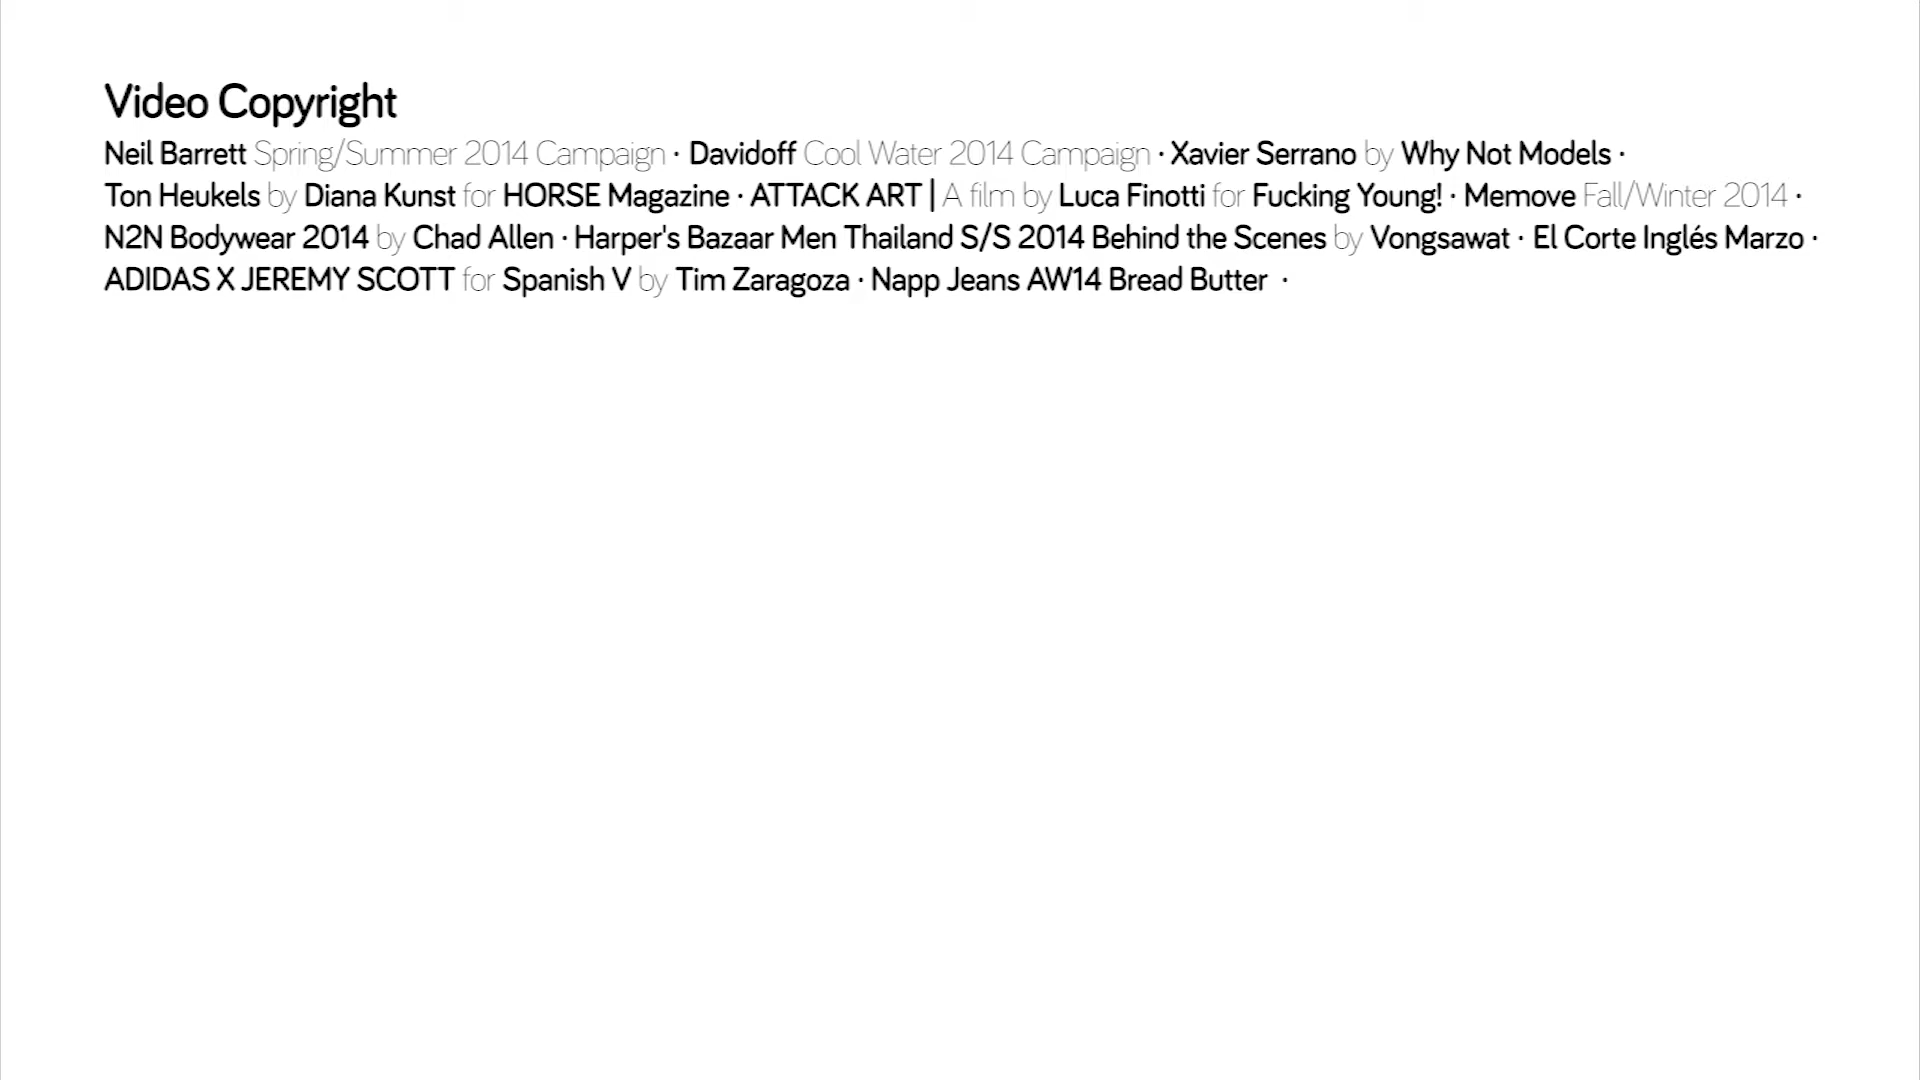 Video Copyright
Neil Barrett Spring/Summer 2014 Campaign · Davidoff Cool Water 2014 Campaign · Xavier Serrano by Why Not Models ·
Ton Heukels by Diana Kunst for HORSE Magazine · ATTACK ART | A film by Luca Finotti for Fucking Young! · Memove Fall/Winter 2014 ·
N2N Bodywear 2014 by Chad Allen · Harper's Bazaar Men Thailand S/S 2014 Behind the Scenes by Vongsawat · El Corte Inglés Marzo ·
ADIDAS X JEREMY SCOTT for Spanish V by Tim Zaragoza · Napp Jeans AW14 Bread Butter ·